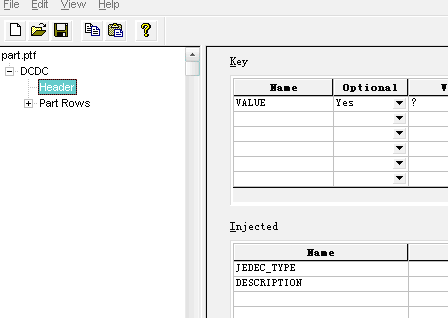 File Edit View Help
part.ptf
DCDC
Header
Part Rows
Key
Name Optional V
VALUE Yes ?
Injected
Name
JEDEC_TYPE
DESCRIPTION